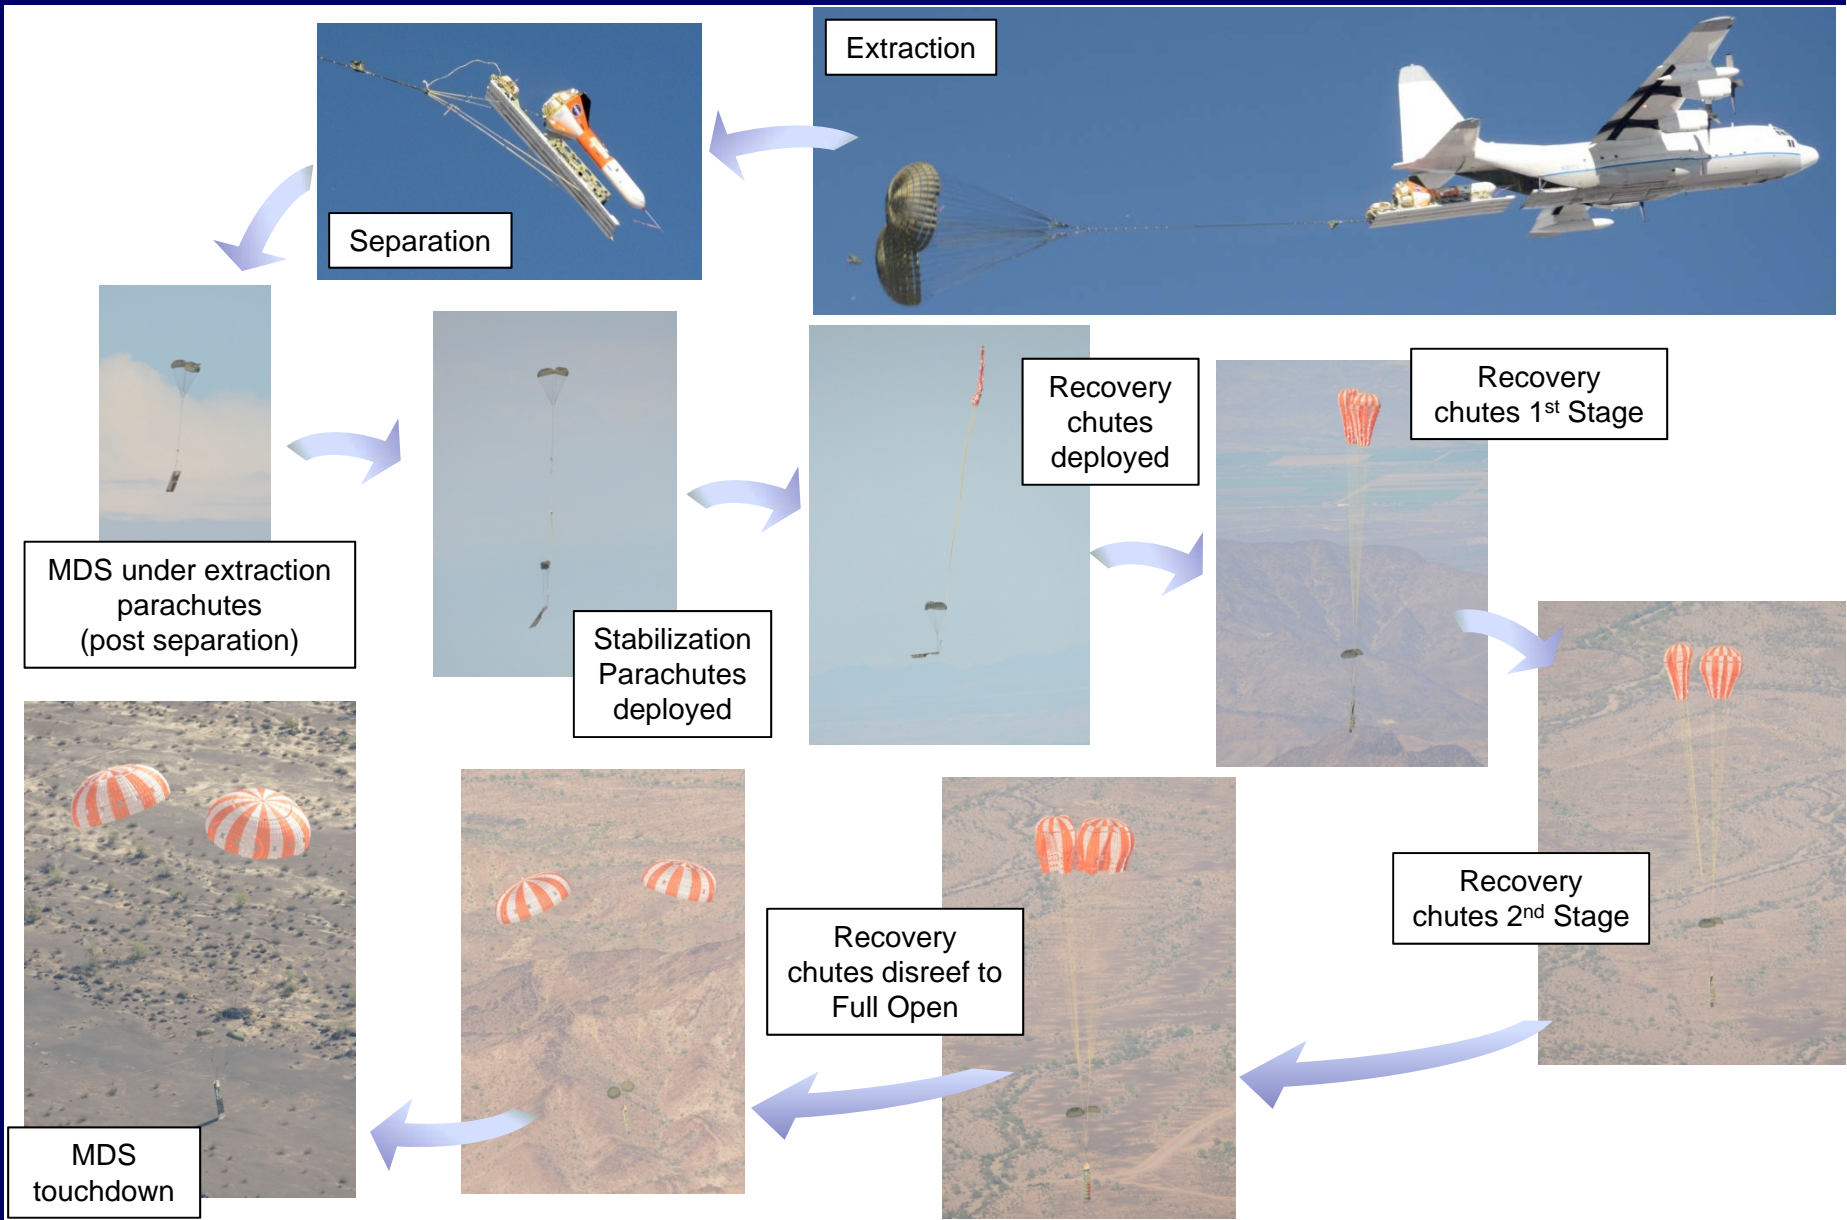 Extraction
Separation
MDS under extraction
parachutes
(post separation)
Stabilization
Parachutes
deployed
Recovery
chutes
deployed
Recovery
chutes 1st Stage
Recovery
chutes 2nd Stage
Recovery
chutes disreef to
Full Open
MDS
touchdown